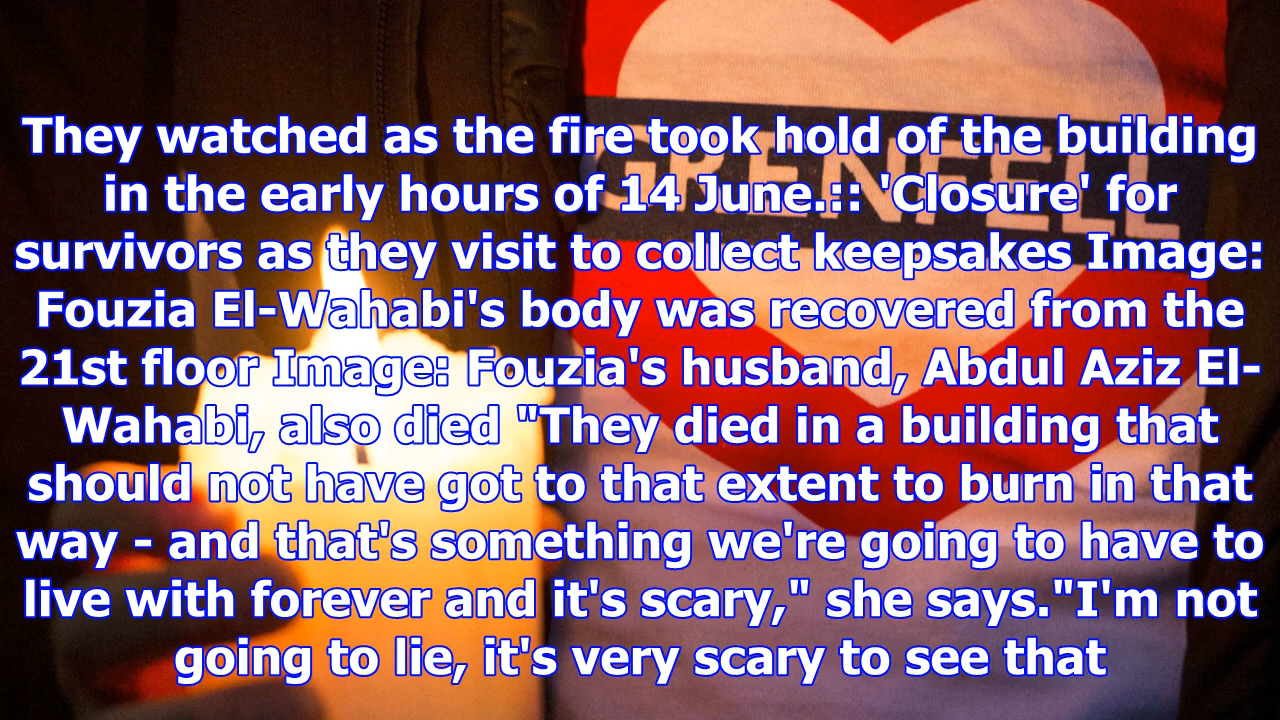 GRENFELL
They watched as the fire took hold of the building
in the early hours of 14 June.:: 'Closure' for
survivors as they visit to collect keepsakes Image:
Fouzia El-Wahabi's body was recovered from the
21st floor Image: Fouzia's husband, Abdul Aziz El-
Wahabi, also died "They died in a building that
should not have got to that extent to burn in that
way - and that's something we're going to have to
live with forever and it's scary," she says."I'm not
going to lie, it's very scary to see that